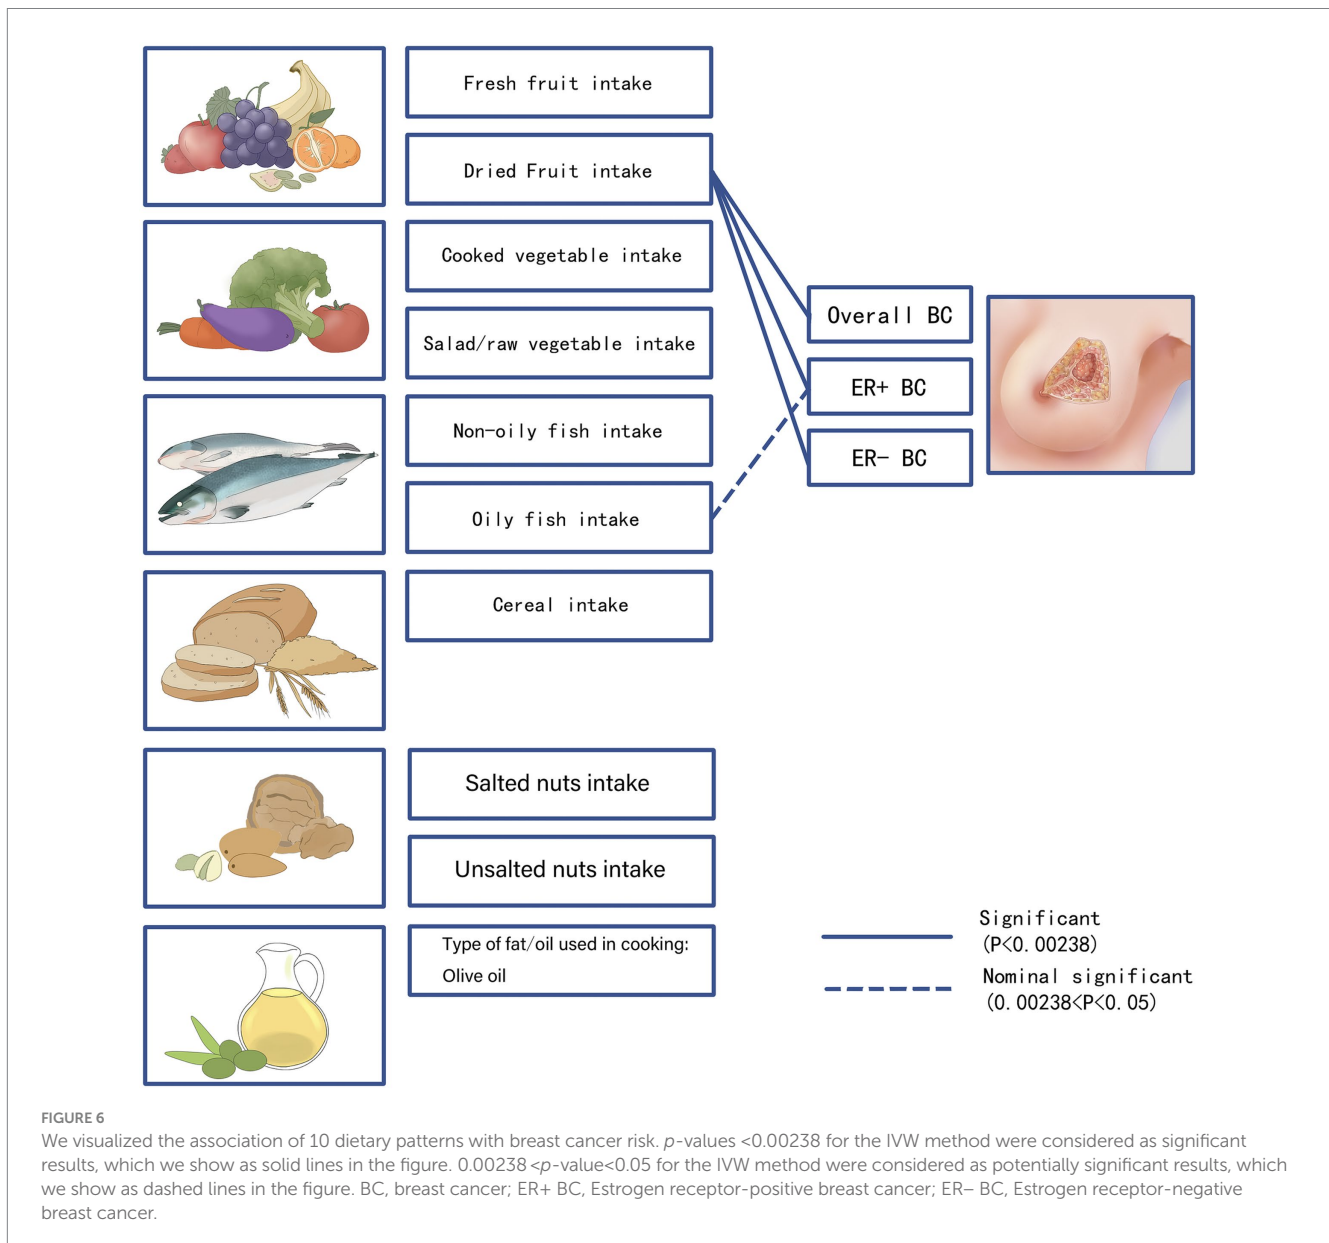 Fresh fruit intake
Dried Fruit intake
Cooked vegetable intake
Salad/raw vegetable intake
Non-oily fish intake
Oily fish intake
Cereal intake
Salted nuts intake
Unsalted nuts intake
Type of fat/oil used in cooking:
Olive oil
Overall BC
ER+ BC
ER− BC
Significant
(P<0.00238)
Nominal significant
(0.00238<P<0.05)
FIGURE 6
We visualized the association of 10 dietary patterns with breast cancer risk. p-values <0.00238 for the IVW method were considered as significant
results, which we show as solid lines in the figure. 0.00238 <p-value<0.05 for the IVW method were considered as potentially significant results, which
we show as dashed lines in the figure. BC, breast cancer; ER+ BC, Estrogen receptor-positive breast cancer; ER− BC, Estrogen receptor-negative
breast cancer.